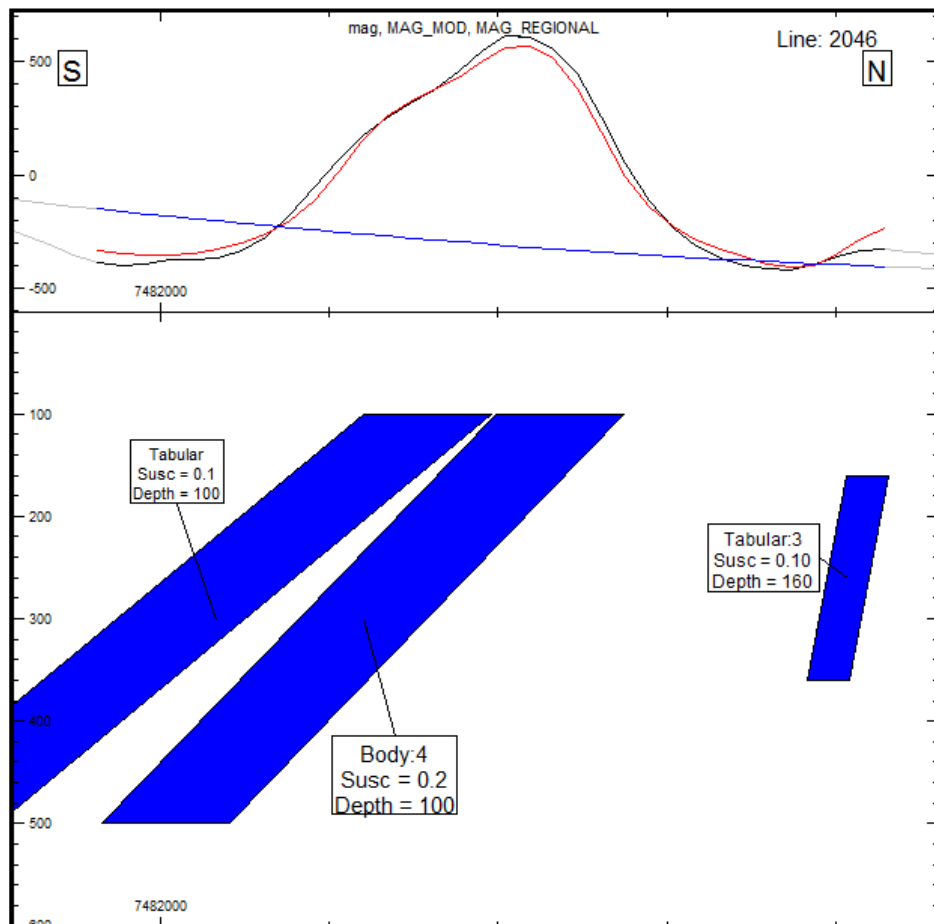 mag, MAG_MOD, MAG_REGIONAL
Line: 2046
S
N
500
0
-500
7482000
100
200
300
400
500
Tabular
Susc = 0.1
Depth = 100
Tabular:3
Susc = 0.10
Depth = 160
Body:4
Susc = 0.2
Depth = 100
7482000